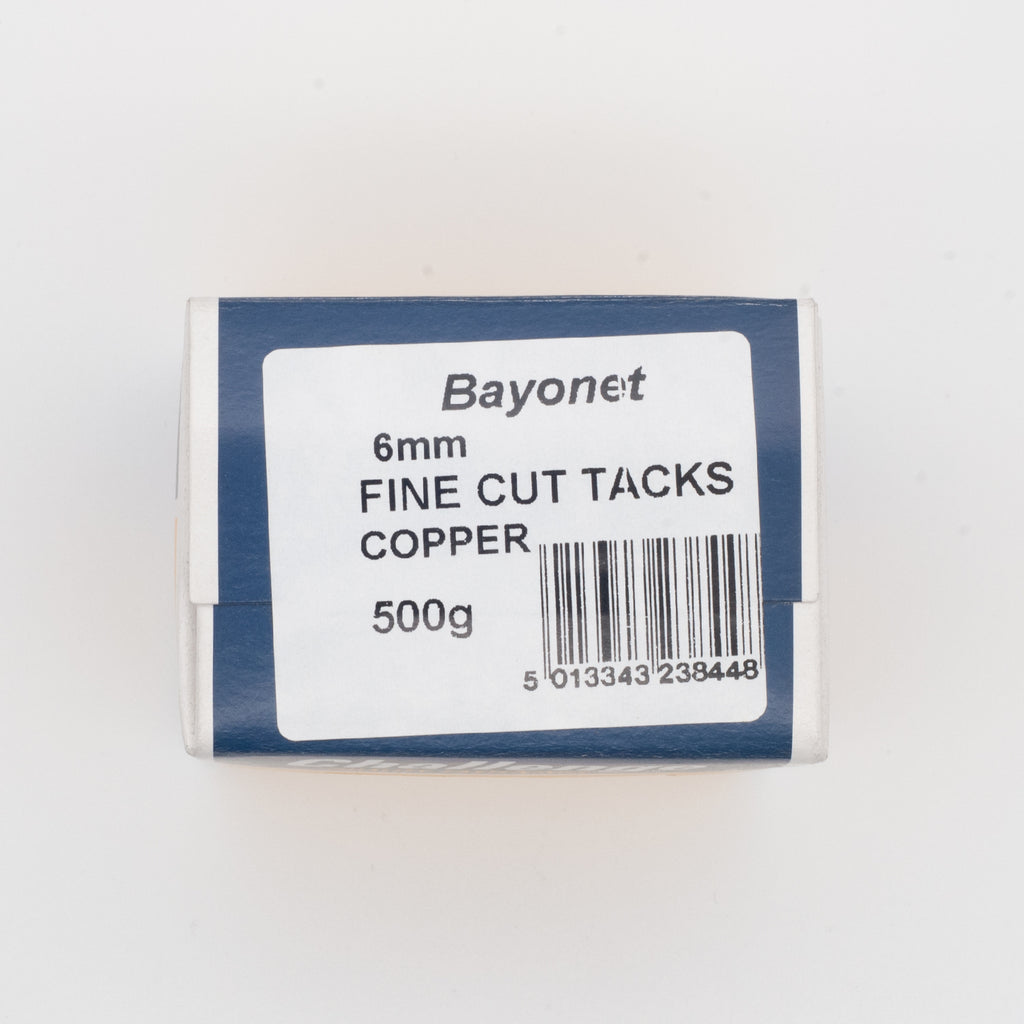 Bayonet
6mm
FINE CUT TACKS
COPPER
500g
5 013343 238448